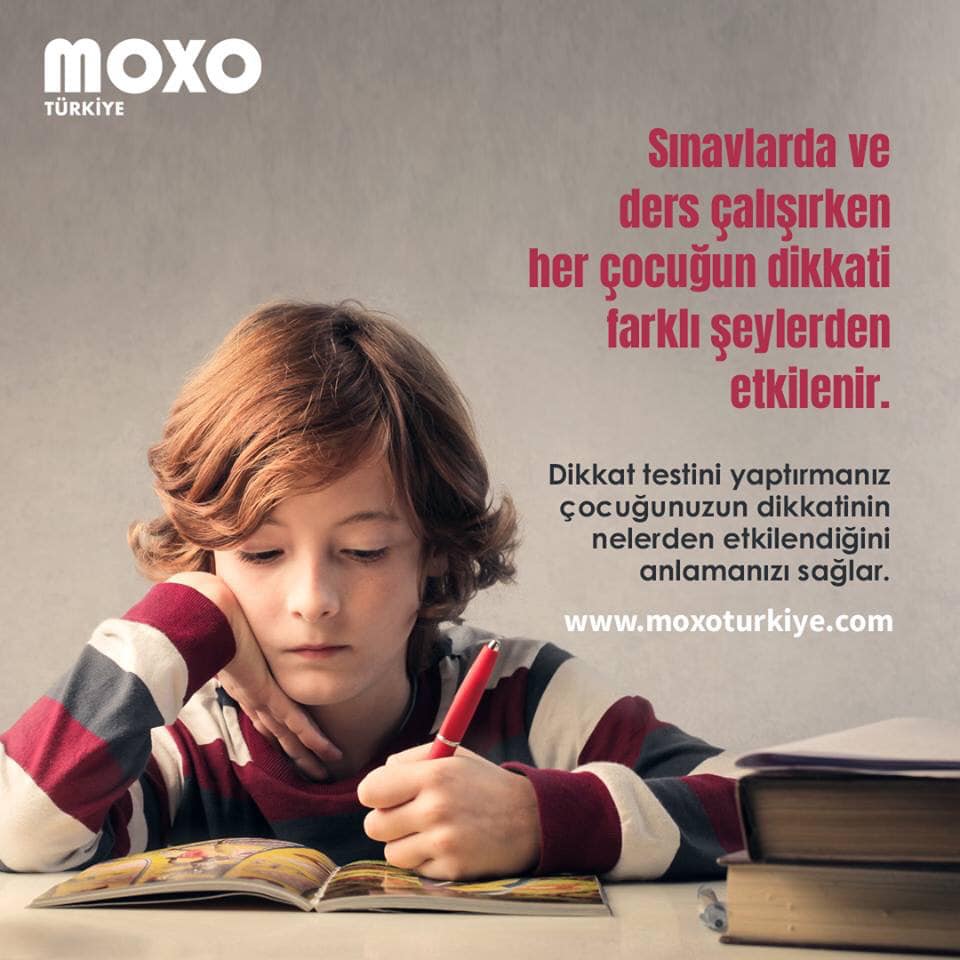 MOXO
TÜRKİYE
Sınavlarda ve
ders çalışırken
her çocuğun dikkati
farklı şeylerden
etkilenir.
Dikkat testini yaptırmanız
çocuğunuzun dikkatinin
nelerden etkilendiğini
anlamanızı sağlar.
www.moxoturkiye.com